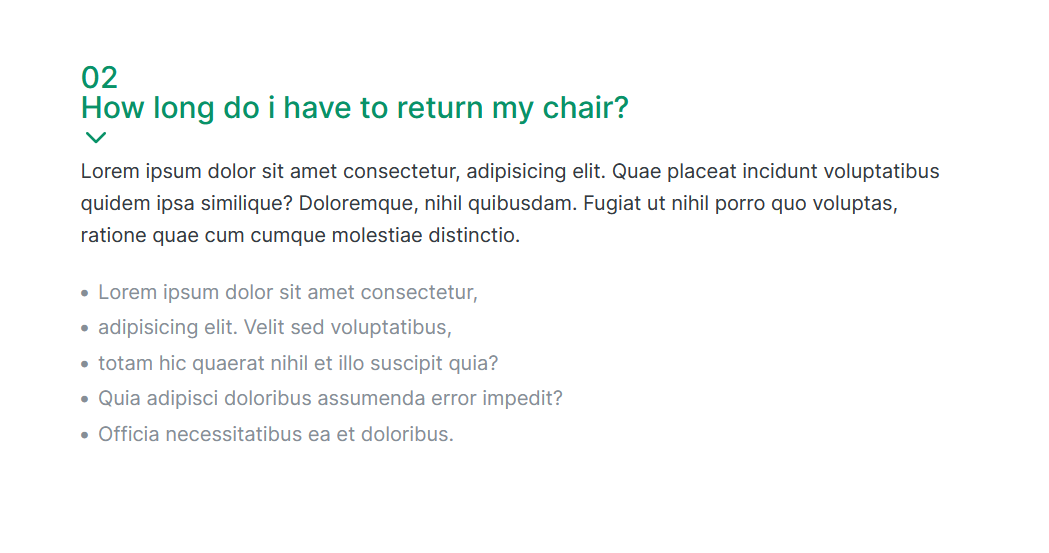 02
How long do i have to return my chair?
Lorem ipsum dolor sit amet consectetur, adipisicing elit. Quae placeat incidunt voluptatibus
quidem ipsa similique? Doloremque, nihil quibusdam. Fugiat ut nihil porro quo voluptas,
ratione quae cum cumque molestiae distinctio.
• Lorem ipsum dolor sit amet consectetur,
• adipisicing elit. Velit sed voluptatibus,
• totam hic quaerat nihil et illo suscipit quia?
• Quia adipisci doloribus assumenda error impedit?
• Officia necessitatibus ea et doloribus.